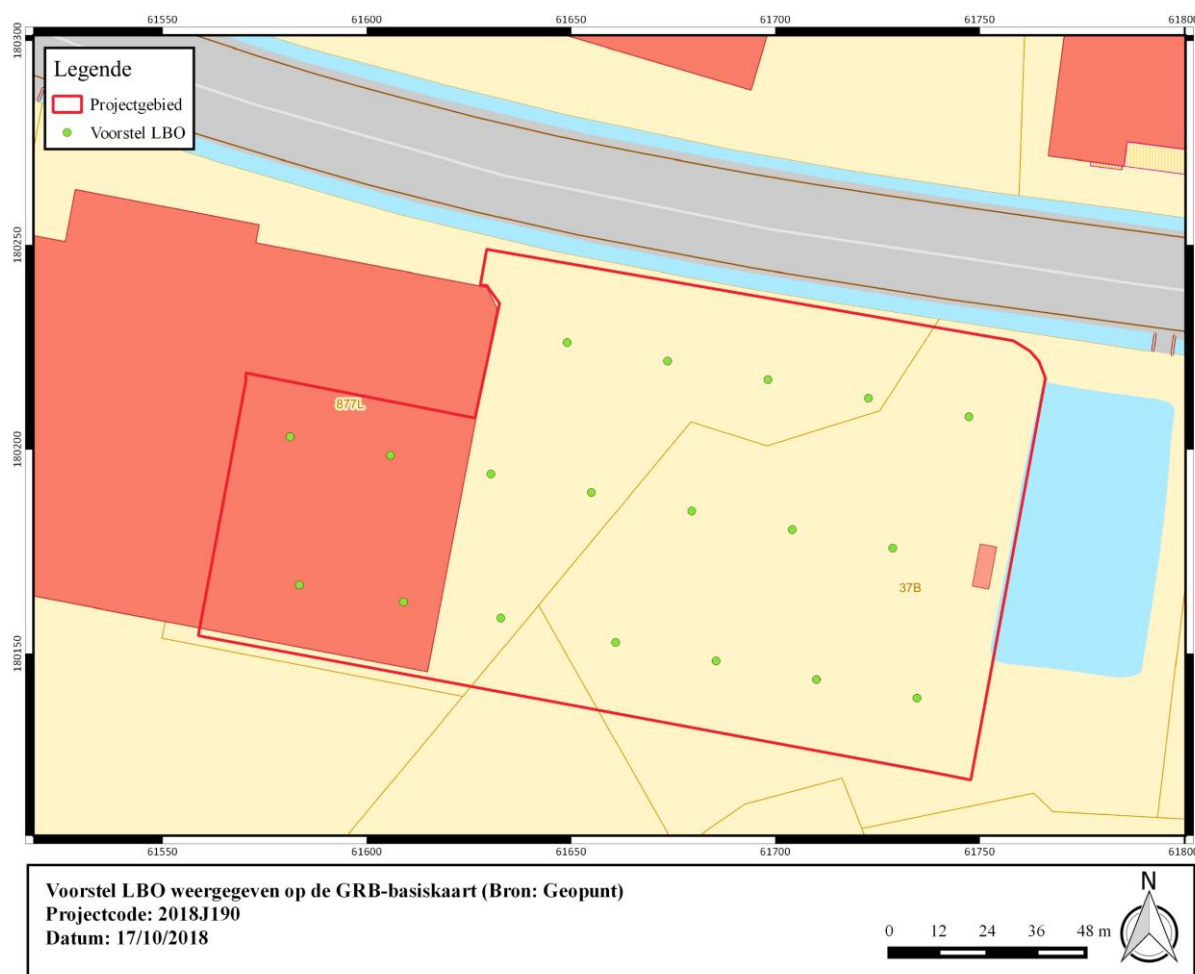 61550 61600 61650 61700 61750 61800
180300
Legende
Projectgebied
Voorstel LBO
180250
877L
180200
37B
180150
61550 61600 61650 61700 61750 61800
Voorstel LBO weergegeven op de GRB-basiskaart (Bron: Geopunt)
Projectcode: 2018J190
Datum: 17/10/2018
N
0 12 24 36 48 m